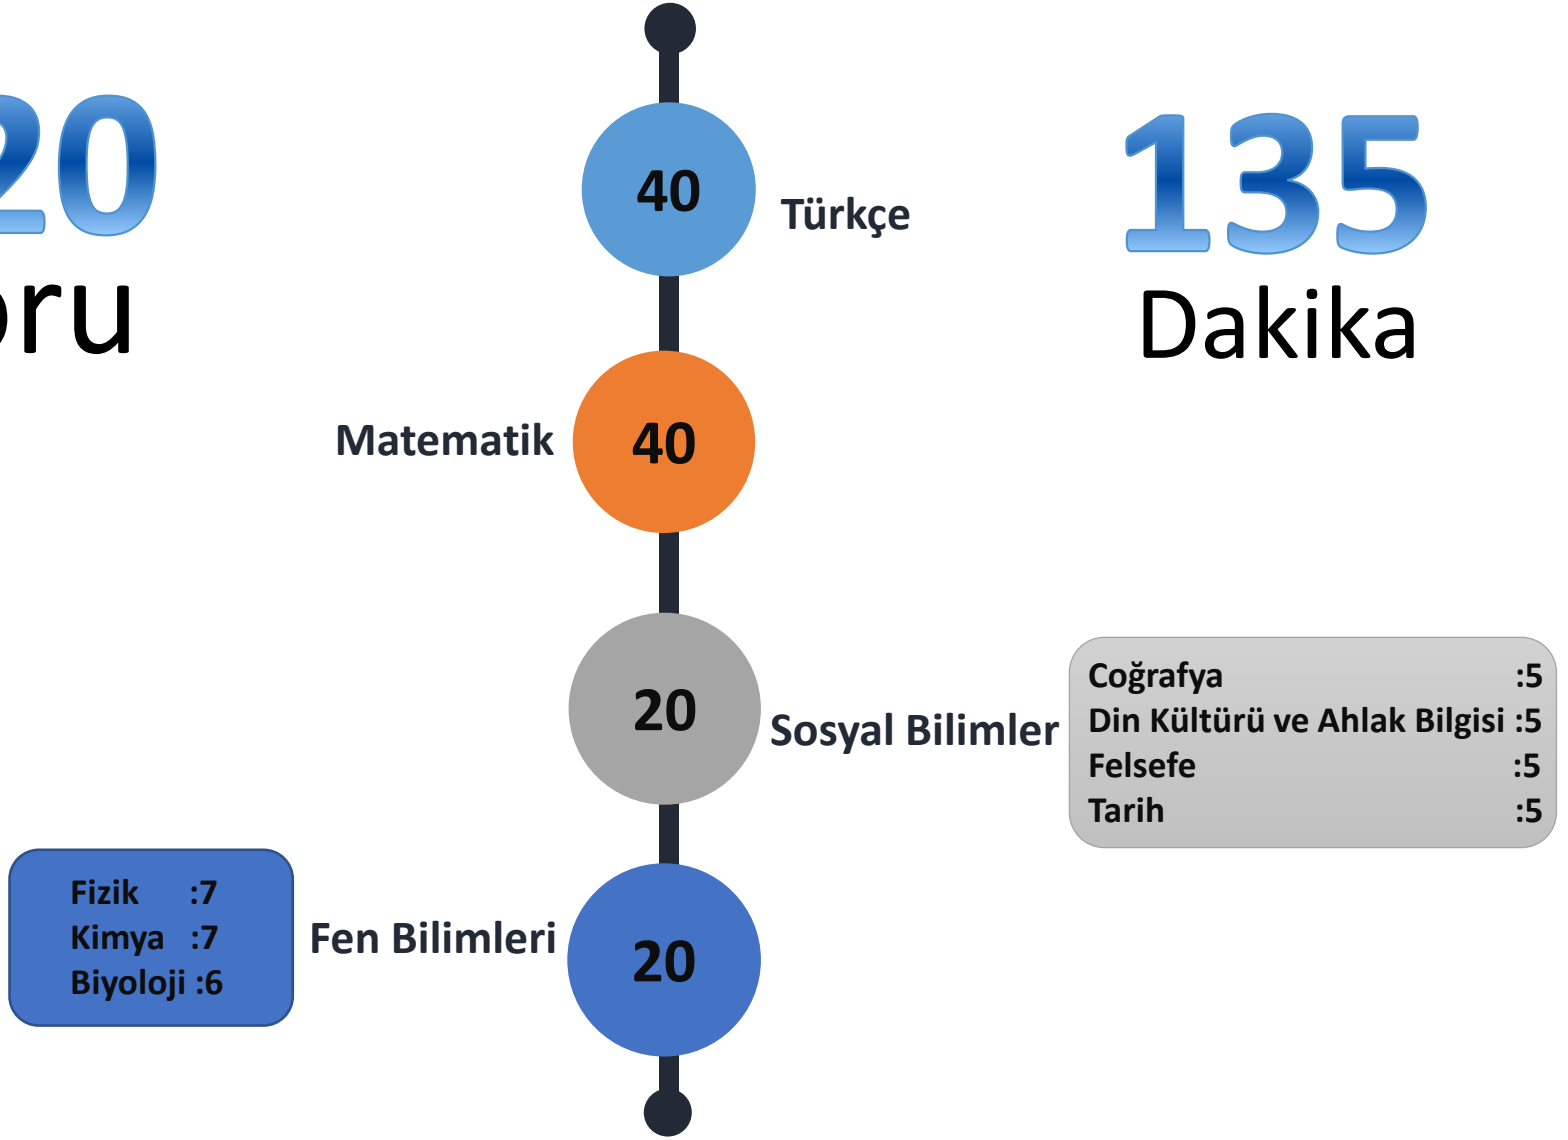 20
135
Dakika
40
Türkçe
Matematik
40
20
Sosyal Bilimler
Coğrafya :5
Din Kültürü ve Ahlak Bilgisi :5
Felsefe :5
Tarih :5
Fizik :7
Kimya :7
Biyoloji :6
Fen Bilimleri
20